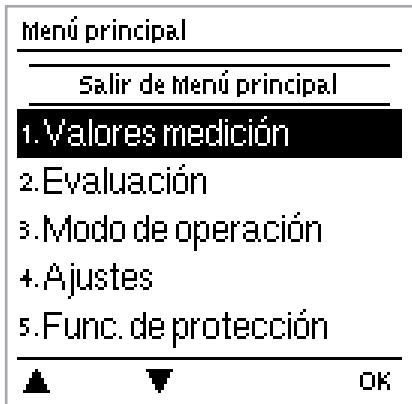 Menú principal
Salir de Menú principal
1.Valores medición
2.Evaluación
3.Modo de operación
4.Ajustes
5.Func. de protección
OK